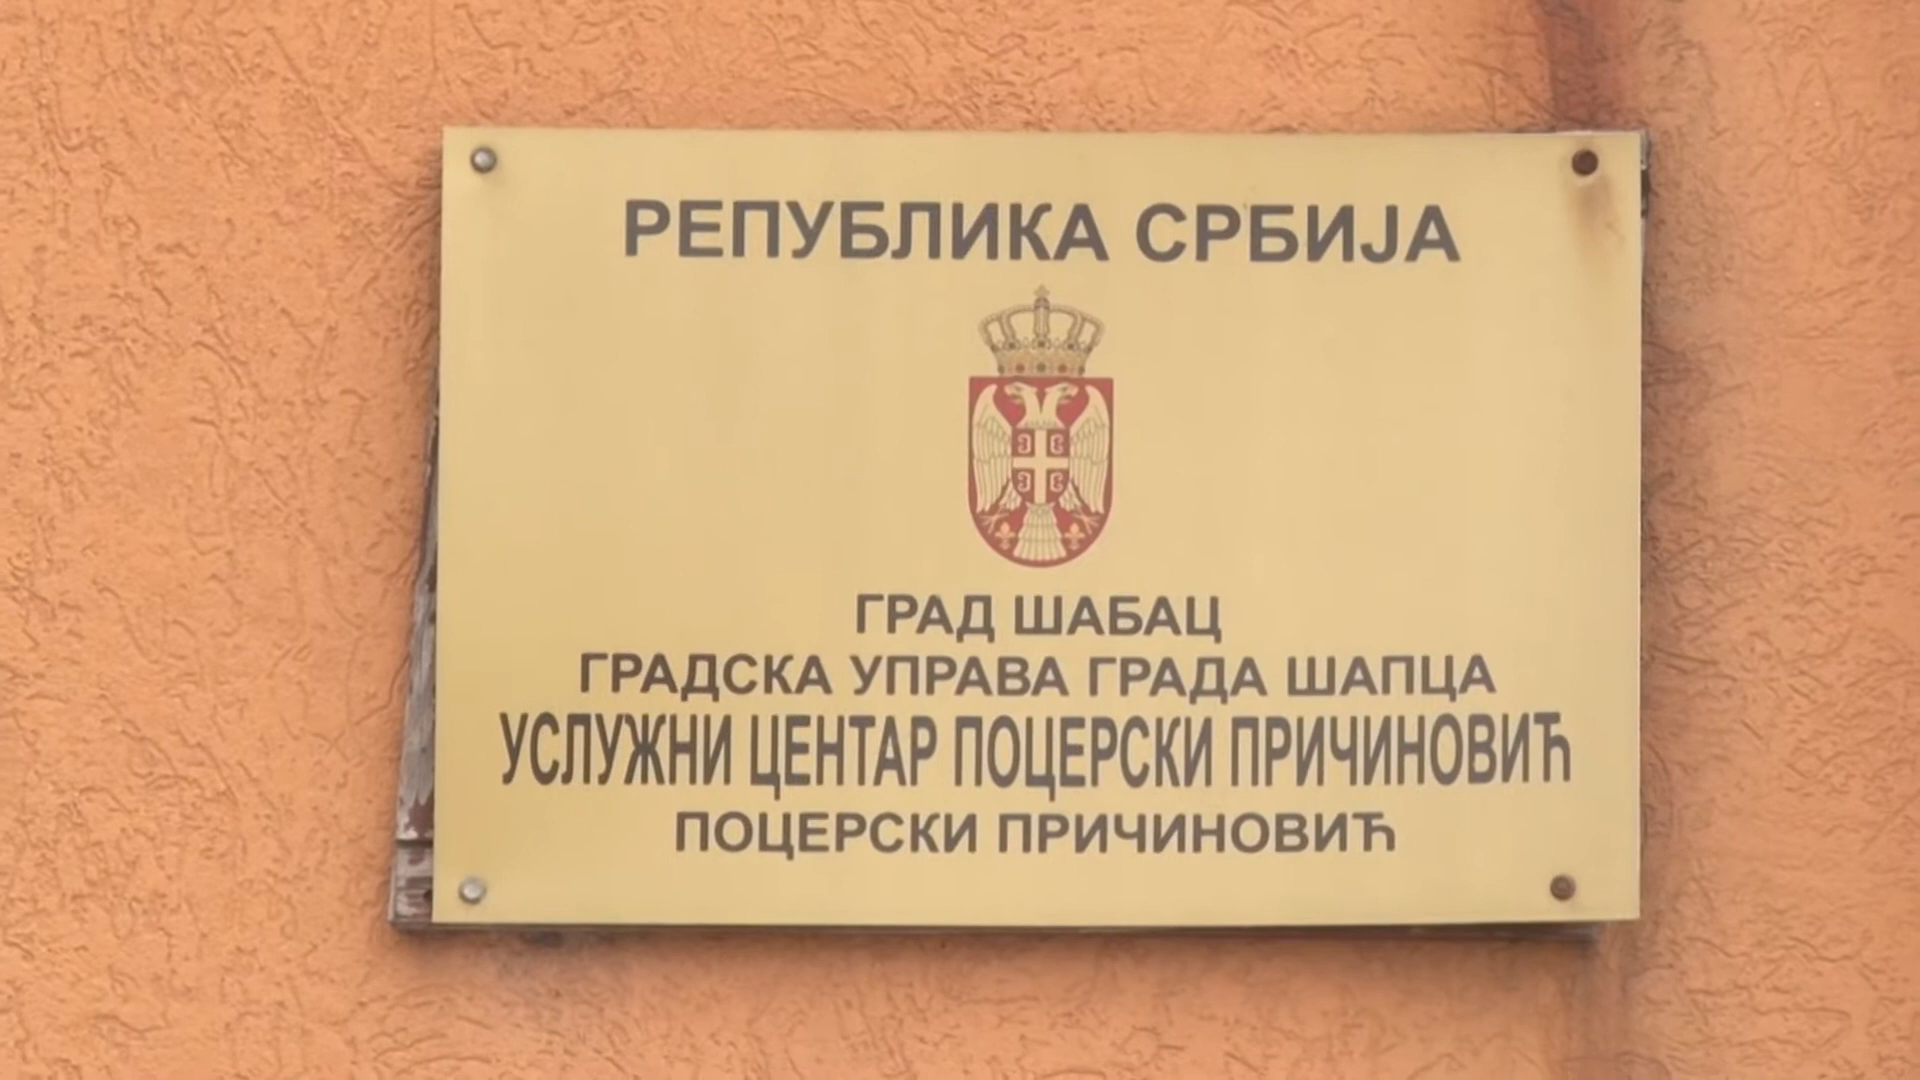 РЕПУБЛИКА СРБИЈА
ГРАД ШАБАЦ
ГРАДСКА УПРАВА ГРАДА ШАПЦА
УСЛУЖНИ ЦЕНТАР ПОЦЕРСКИ ПРИЧИНОВИЋ
ПОЦЕРСКИ ПРИЧИНОВИЋ